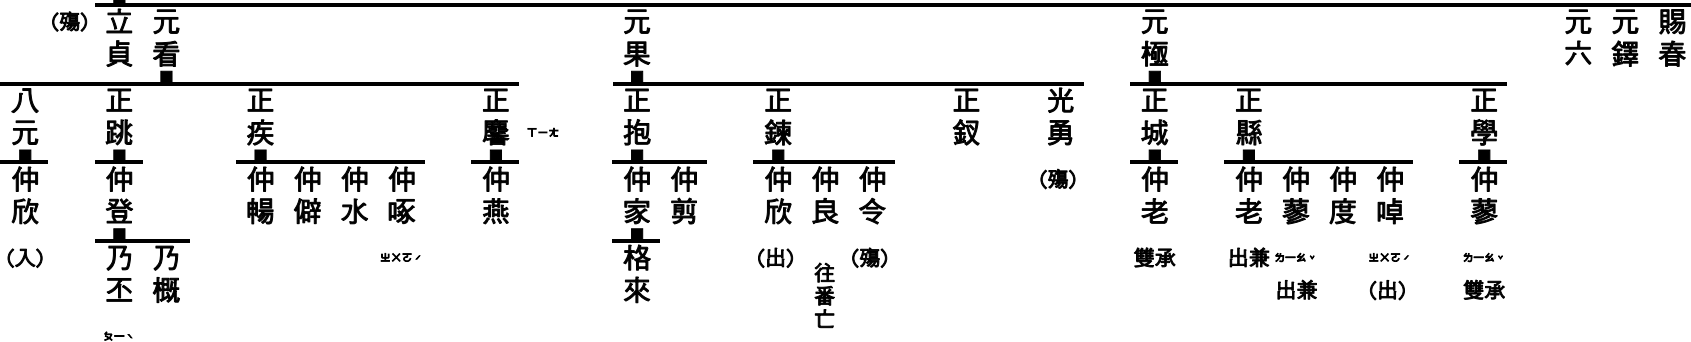 賜春
元鐸
元六
元極
元果
元看
立貞
（殤）
正學
仲蓼
ㄌㄧㄠˇ
雙承
正縣
仲老
出兼
仲蓼
ㄌㄧㄠˇ
出兼
仲度
仲啅
ㄓㄨㄛˊ
（出）
正城
仲老
雙承
光勇
（殤）
正釵
正鍊
仲令
（殤）
仲良
往番亡
仲欣
（出）
正抱
仲剪
仲家
格來
正麘
ㄒㄧㄤ
仲燕
正疾
仲啄
ㄓㄨㄛˊ
仲水
仲僻
仲暢
正跳
仲登
乃概
乃丕
ㄆㄧˋ
八元
仲欣
（入）